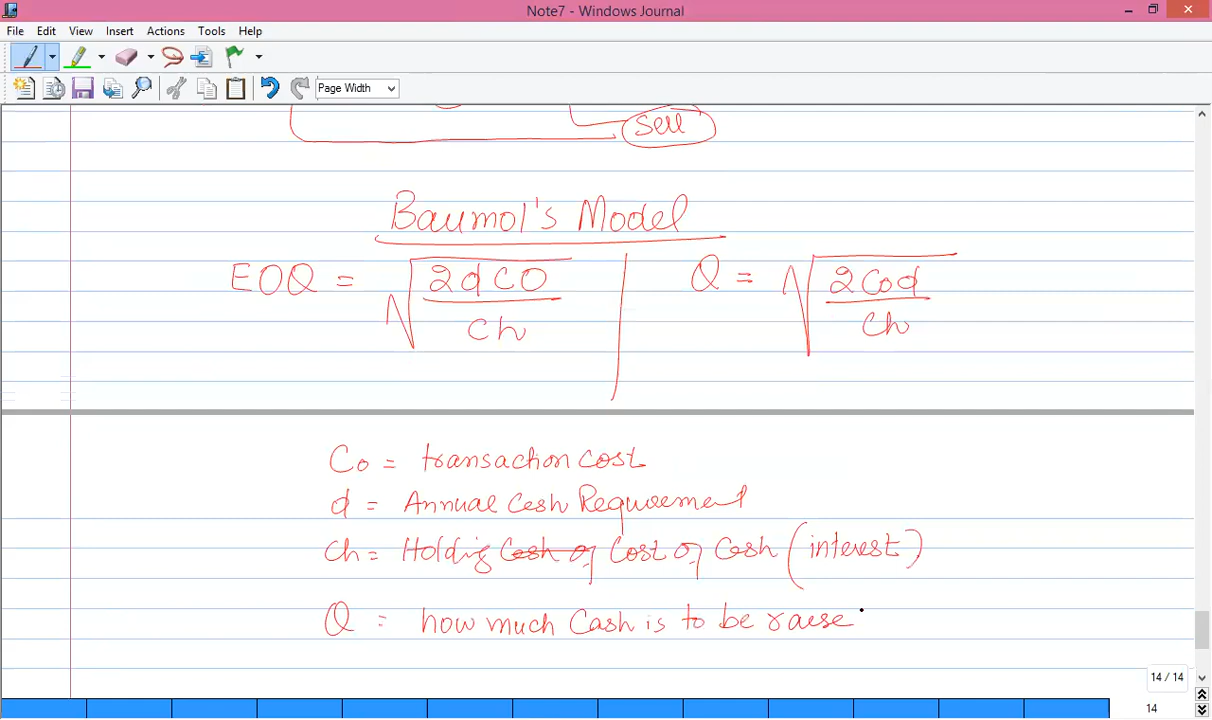 Note7 - Windows Journal
File Edit View Insert Actions Tools Help
Page Width
Sell
Baumol's Model
EOQ = √2dCO/Ch | Q = √2Cod/Ch
Co = transaction cost
d = Annual Cash Requirement
Ch = Holding Cash of Cost of Cash (interest)
Q = how much Cash is to be raise
14 / 14
14